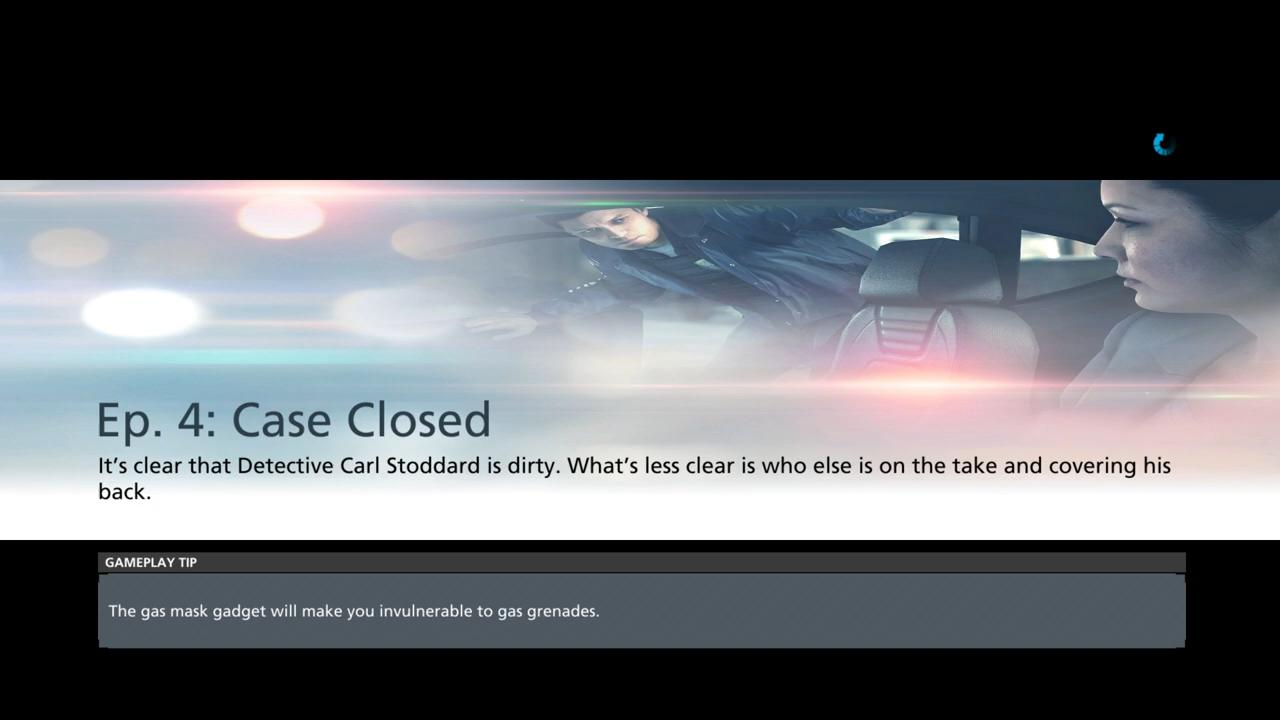 Ep. 4: Case Closed
It’s clear that Detective Carl Stoddard is dirty. What’s less clear is who else is on the take and covering his
back.
GAMEPLAY TIP
The gas mask gadget will make you invulnerable to gas grenades.